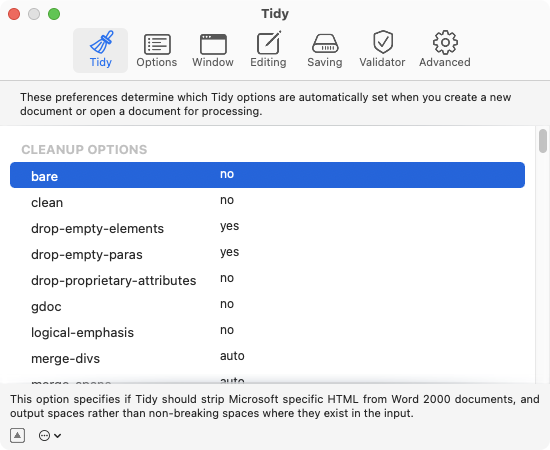 Tidy
Tidy Options Window Editing Saving Validator Advanced
These preferences determine which Tidy options are automatically set when you create a new
document or open a document for processing.
CLEANUP OPTIONS
bare no
clean no
drop-empty-elements yes
drop-empty-paras yes
drop-proprietary-attributes no
gdoc no
logical-emphasis no
merge-divs auto
merge-spans auto
This option specifies if Tidy should strip Microsoft specific HTML from Word 2000 documents, and
output spaces rather than non-breaking spaces where they exist in the input.